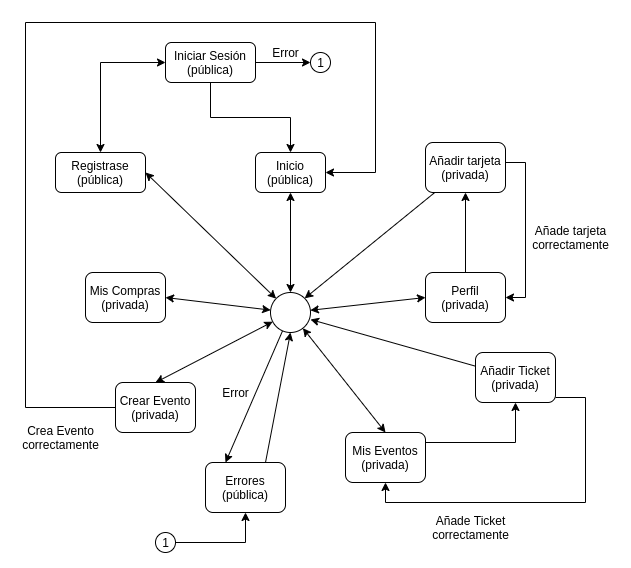 Iniciar Sesión
(pública)
Error
1
Registrase
(pública)
Inicio
(pública)
Añadir tarjeta
(privada)
Añade tarjeta
correctamente
Mis Compras
(privada)
Perfil
(privada)
Crear Evento
(privada)
Crea Evento
correctamente
Error
Añadir Ticket
(privada)
Mis Eventos
(privada)
Errores
(pública)
Añade Ticket
correctamente
1